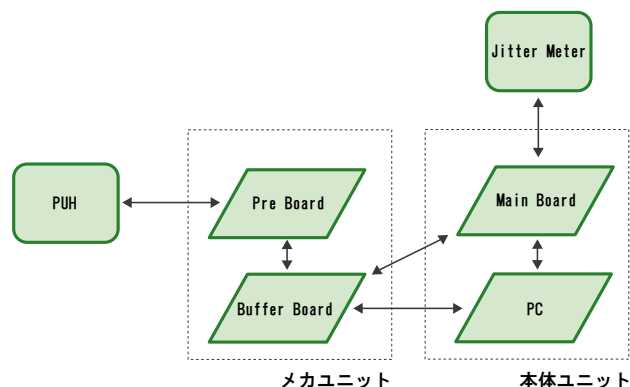 Jitter Meter
PUH
Pre Board
Main Board
Buffer Board
PC
メカユニット
本体ユニット